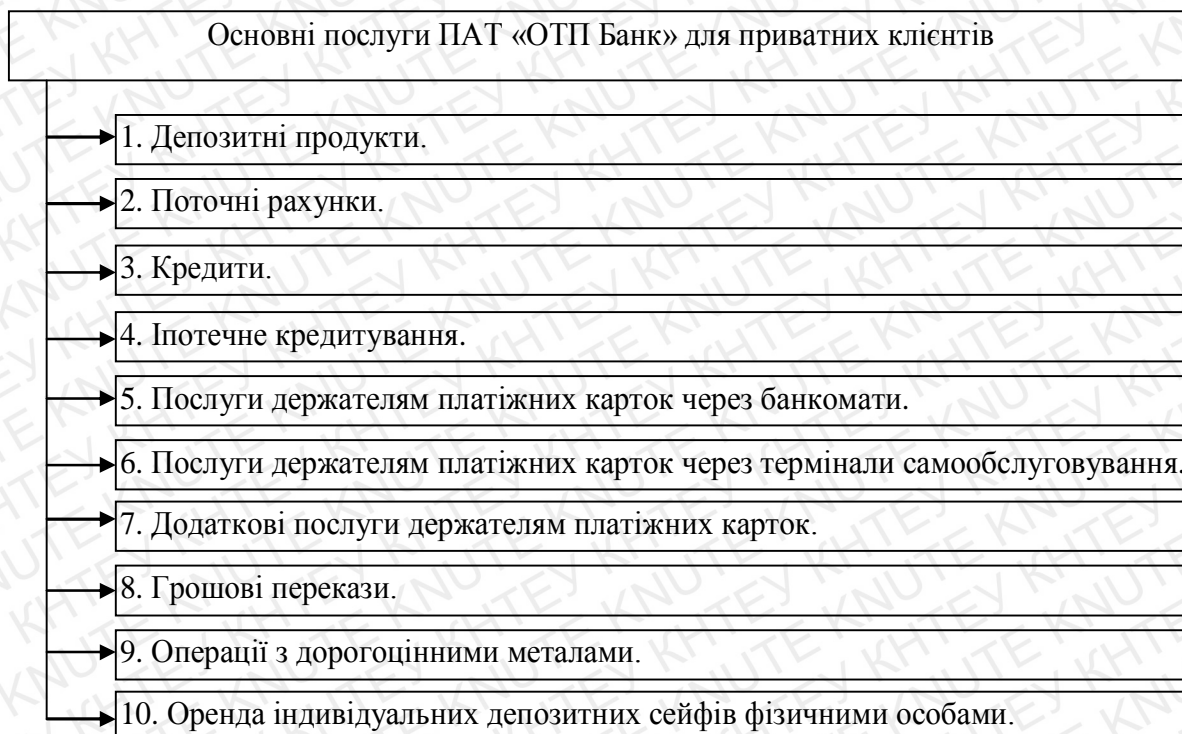 Основні послуги ПАТ «ОТП Банк» для приватних клієнтів
1. Депозитні продукти.
2. Поточні рахунки.
3. Кредити.
4. Іпотечне кредитування.
5. Послуги держателям платіжних карток через банкомати.
6. Послуги держателям платіжних карток через термінали самообслуговування.
7. Додаткові послуги держателям платіжних карток.
8. Грошові перекази.
9. Операції з дорогоцінними металами.
10. Оренда індивідуальних депозитних сейфів фізичними особами.